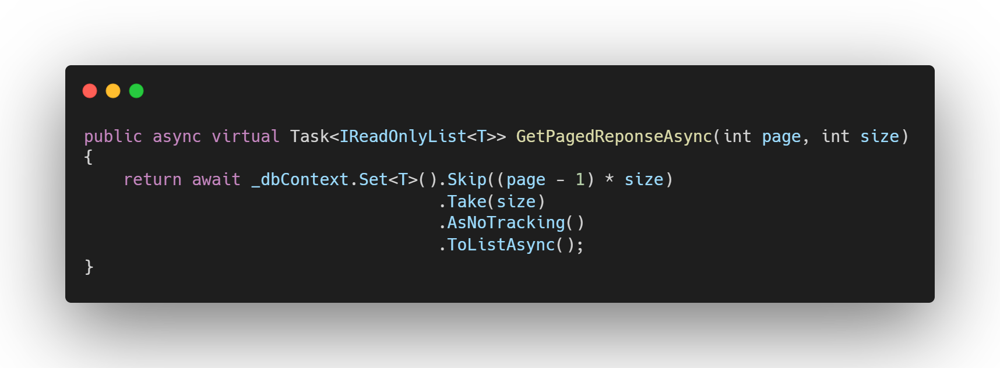 public async virtual Task<IReadOnlyList<T>> GetPagedReponseAsync(int page, int size)
{
    return await _dbContext.Set<T>().Skip((page - 1) * size)
                                    .Take(size)
                                    .AsNoTracking()
                                    .ToListAsync();
}